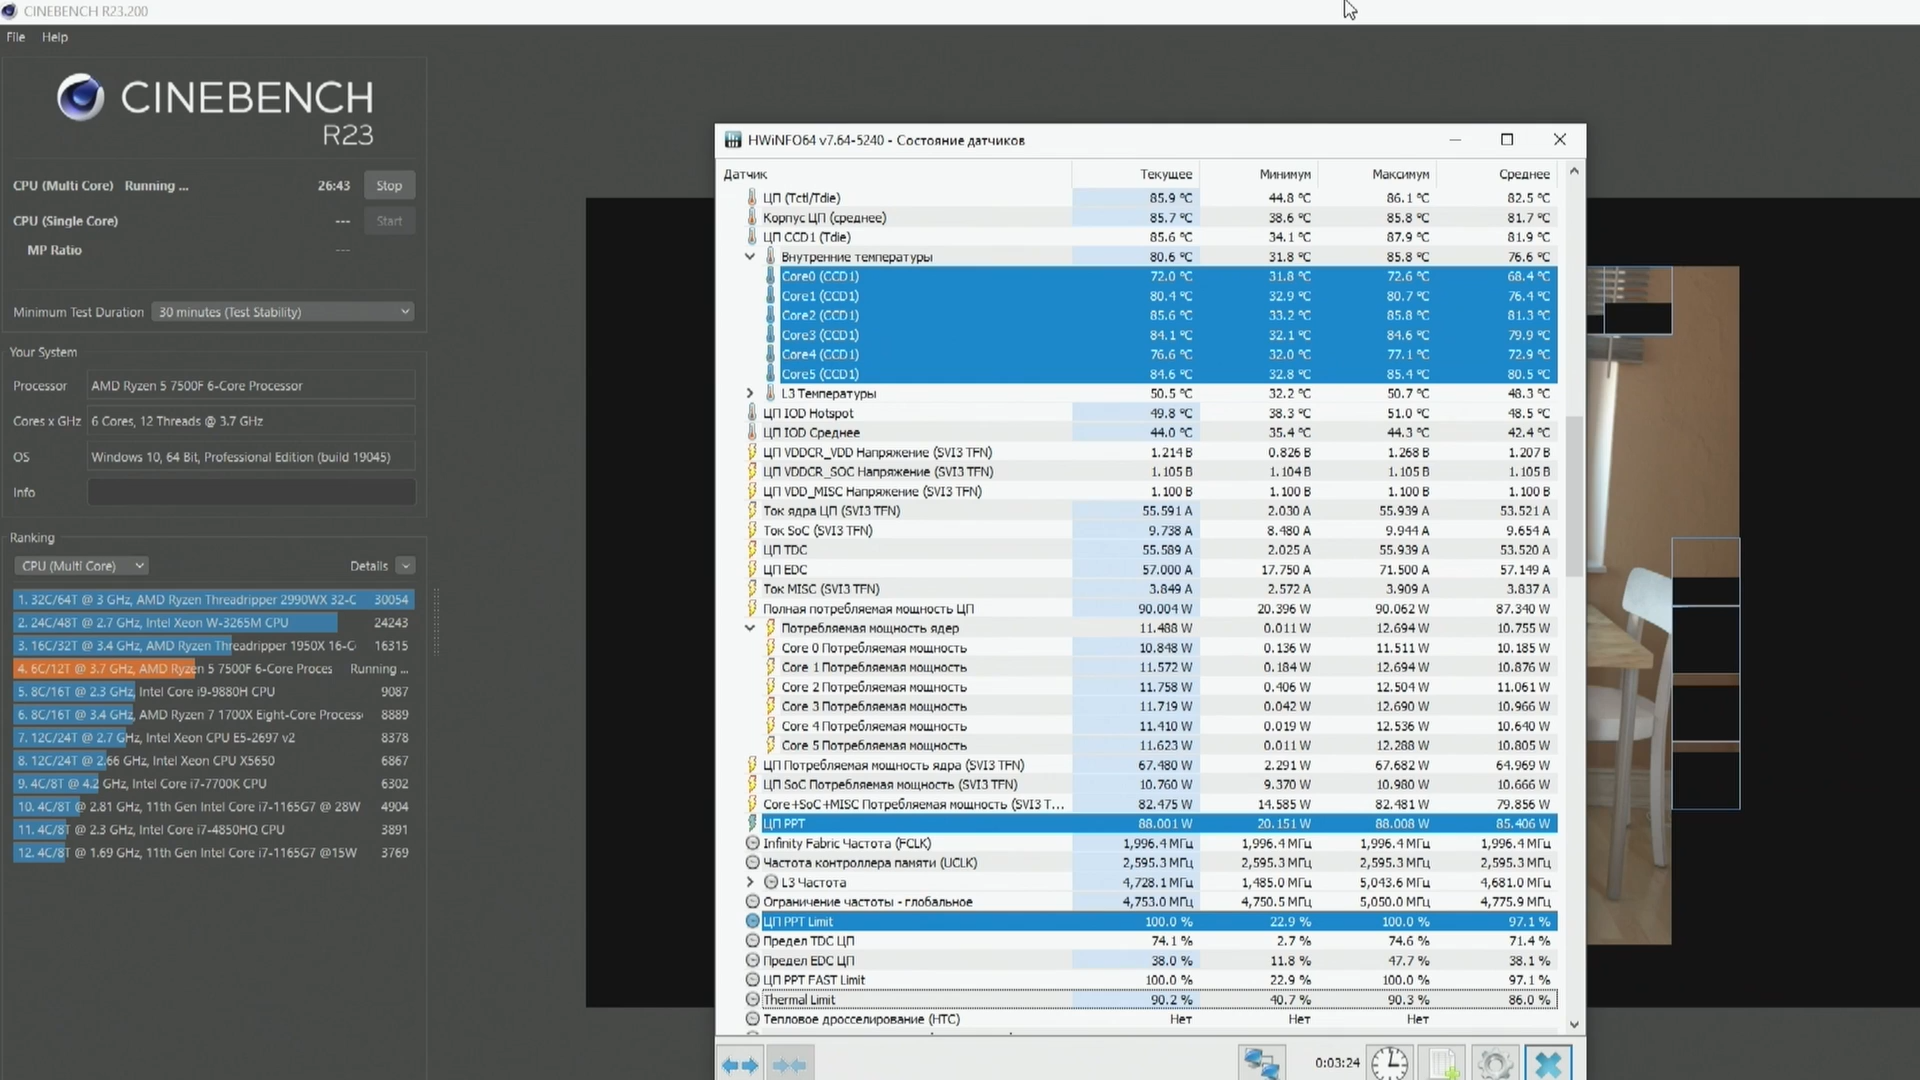 CINEBENCH R23.200
File Help
CINEBENCH
R23
CPU (Multi Core) Running ... 26:43 Stop
CPU (Single Core) --- Start
MP Ratio ---
Minimum Test Duration 30 minutes (Test Stability)
Your System
Processor AMD Ryzen 5 7500F 6-Core Processor
Cores x GHz 6 Cores, 12 Threads @ 3.7 GHz
OS Windows 10, 64 Bit, Professional Edition (build 19045)
Info
Ranking
CPU (Multi Core) Details
1. 32C/64T @ 3 GHz, AMD Ryzen Threadripper 2990WX 32-C 30054
2. 24C/48T @ 2.7 GHz, Intel Xeon W-3265M CPU 24243
3. 16C/32T @ 3.4 GHz, AMD Ryzen Threadripper 1950X 16-C 16315
4. 6C/12T @ 3.7 GHz, AMD Ryzen 5 7500F 6-Core Proces Running ...
5. 8C/16T @ 2.3 GHz, Intel Core i9-9880H CPU 9087
6. 8C/16T @ 3.4 GHz, AMD Ryzen 7 1700X Eight-Core Process 8889
7. 12C/24T @ 2.7 GHz, Intel Xeon CPU E5-2697 v2 8378
8. 12C/24T @ 2.66 GHz, Intel Xeon CPU X5650 6867
9. 4C/8T @ 4.2 GHz, Intel Core i7-7700K CPU 6302
10. 4C/8T @ 2.81 GHz, 11th Gen Intel Core i7-1165G7 @ 28W 4904
11. 4C/8T @ 2.3 GHz, Intel Core i7-4850HQ CPU 3891
12. 4C/8T @ 1.69 GHz, 11th Gen Intel Core i7-1165G7 @15W 3769
HWiNFO64 v7.64-5240 - Состояние датчиков
Датчик Текущее Минимум Максимум Среднее
ЦП (Tctl/Tdie) 85.9 °C 44.8 °C 86.1 °C 82.5 °C
Корпус ЦП (среднее) 85.7 °C 38.6 °C 85.8 °C 81.7 °C
ЦП CCD1 (Tdie) 85.6 °C 34.1 °C 87.9 °C 81.9 °C
Внутренние температуры 80.6 °C 31.8 °C 85.8 °C 76.6 °C
Core0 (CCD1) 72.0 °C 31.8 °C 72.6 °C 68.4 °C
Core1 (CCD1) 80.4 °C 32.9 °C 80.7 °C 76.4 °C
Core2 (CCD1) 85.6 °C 33.2 °C 85.8 °C 81.3 °C
Core3 (CCD1) 84.1 °C 32.1 °C 84.6 °C 79.9 °C
Core4 (CCD1) 76.6 °C 32.0 °C 77.1 °C 72.9 °C
Core5 (CCD1) 84.6 °C 32.8 °C 85.4 °C 80.5 °C
L3 Температуры 50.5 °C 32.2 °C 50.7 °C 48.3 °C
ЦП IOD Hotspot 49.8 °C 38.3 °C 51.0 °C 48.5 °C
ЦП IOD Среднее 44.0 °C 35.4 °C 44.3 °C 42.4 °C
ЦП VDDCR_VDD Напряжение (SVI3 TFN) 1.214 В 0.826 В 1.268 В 1.207 В
ЦП VDDCR_SOC Напряжение (SVI3 TFN) 1.105 В 1.104 В 1.105 В 1.105 В
ЦП VDD_MISC Напряжение (SVI3 TFN) 1.100 В 1.100 В 1.100 В 1.100 В
Ток ядра ЦП (SVI3 TFN) 55.591 A 2.030 A 55.939 A 53.521 A
Ток SoC (SVI3 TFN) 9.738 A 8.480 A 9.944 A 9.654 A
ЦП TDC 55.589 A 2.025 A 55.939 A 53.520 A
ЦП EDC 57.000 A 17.750 A 71.500 A 57.149 A
Ток MISC (SVI3 TFN) 3.849 A 2.572 A 3.909 A 3.837 A
Полная потребляемая мощность ЦП 90.004 W 20.396 W 90.062 W 87.340 W
Потребляемая мощность ядер 11.488 W 0.011 W 12.694 W 10.755 W
Core 0 Потребляемая мощность 10.848 W 0.136 W 11.511 W 10.185 W
Core 1 Потребляемая мощность 11.572 W 0.184 W 12.694 W 10.876 W
Core 2 Потребляемая мощность 11.758 W 0.406 W 12.504 W 11.061 W
Core 3 Потребляемая мощность 11.719 W 0.042 W 12.690 W 10.966 W
Core 4 Потребляемая мощность 11.410 W 0.019 W 12.536 W 10.640 W
Core 5 Потребляемая мощность 11.623 W 0.011 W 12.288 W 10.805 W
ЦП Потребляемая мощность ядра (SVI3 TFN) 67.480 W 2.291 W 67.682 W 64.969 W
ЦП SoC Потребляемая мощность (SVI3 TFN) 10.760 W 9.370 W 10.980 W 10.666 W
Core+SoC+MISC Потребляемая мощность (SVI3 T... 82.475 W 14.585 W 82.481 W 79.856 W
ЦП PPT 88.001 W 20.151 W 88.008 W 85.406 W
Infinity Fabric Частота (FCLK) 1,996.4 МГц 1,996.4 МГц 1,996.4 МГц 1,996.4 МГц
Частота контроллера памяти (UCLK) 2,595.3 МГц 2,595.3 МГц 2,595.3 МГц 2,595.3 МГц
L3 Частота 4,728.1 МГц 1,485.0 МГц 5,043.6 МГц 4,681.0 МГц
Ограничение частоты - глобальное 4,753.0 МГц 4,750.5 МГц 5,050.0 МГц 4,775.9 МГц
ЦП PPT Limit 100.0 % 22.9 % 100.0 % 97.1 %
Предел TDC ЦП 74.1 % 2.7 % 74.6 % 71.4 %
Предел EDC ЦП 38.0 % 11.8 % 47.7 % 38.1 %
ЦП PPT FAST Limit 100.0 % 22.9 % 100.0 % 97.1 %
Thermal Limit 90.2 % 40.7 % 90.3 % 86.0 %
Тепловое дросселирование (HTC) Нет Нет Нет
0:03:24